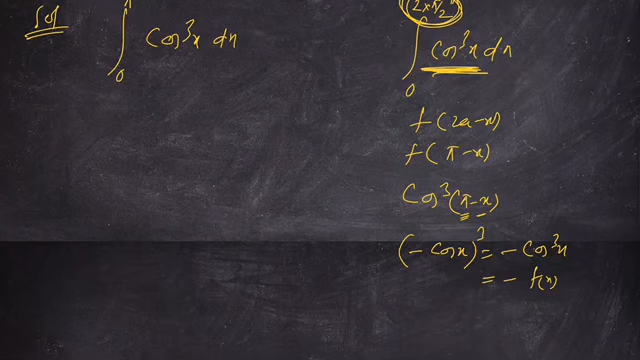 Sol
∫₀^π Cos³x dx
∫₀^(2×π/2) Cos³x dx
f(2a-x)
f(π-x)
Cos³(π-x)
(-Cosx)³ = - Cos³x
= - f(x)